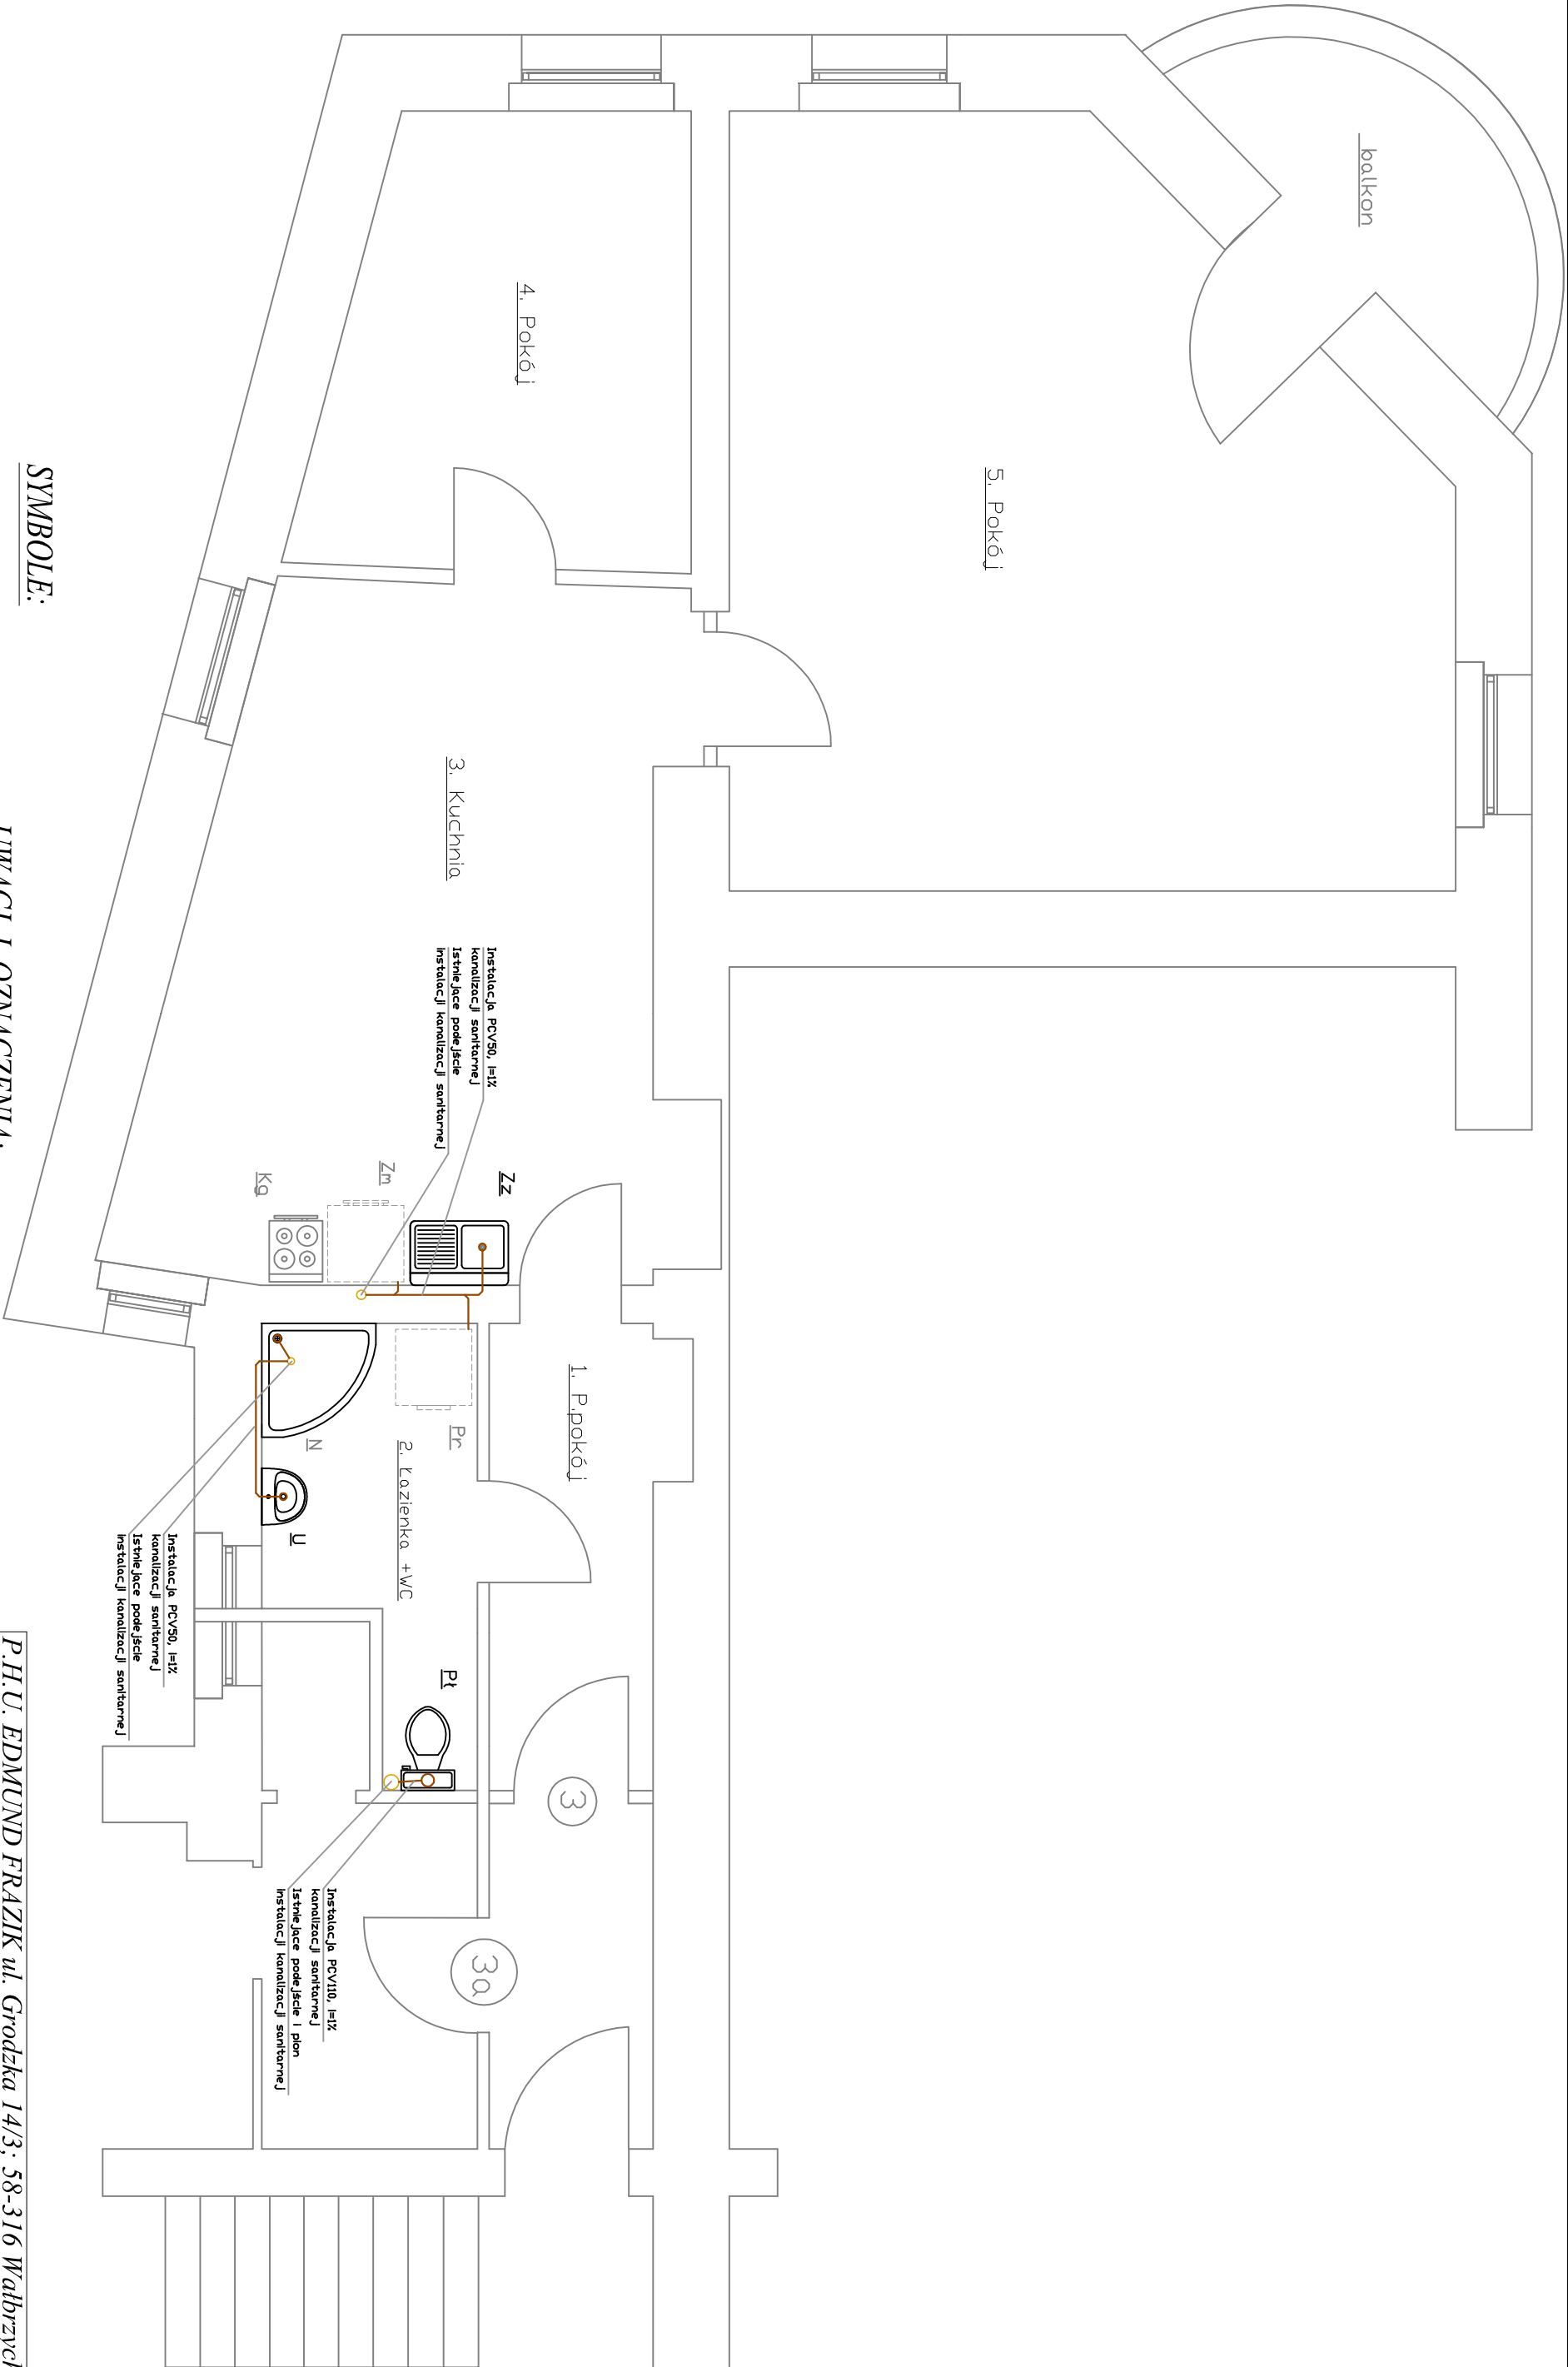 balkon
5. Pokój
4. Pokój
3. Kuchnia
Instalacja PCV50, i=1%
kanalizacji sanitarnej
Istniejące podejście
instalacji kanalizacji sanitarnej
Zz
Zm
Kg
1. P.pokój
Pr
2. Łazienka +WC
N
U
Instalacja PCV50, i=1%
kanalizacji sanitarnej
Istniejące podejście
instalacji kanalizacji sanitarnej
Pł
3
3a
Instalacja PCV110, i=1%
kanalizacji sanitarnej
Istniejące podejście i pion
instalacji kanalizacji sanitarnej
SYMBOLE:
UWAGI I OZNACZENIA:
P.H.U. EDMUND FRAZIK ul. Grodzka 14/3; 58-316 Wałbrzych